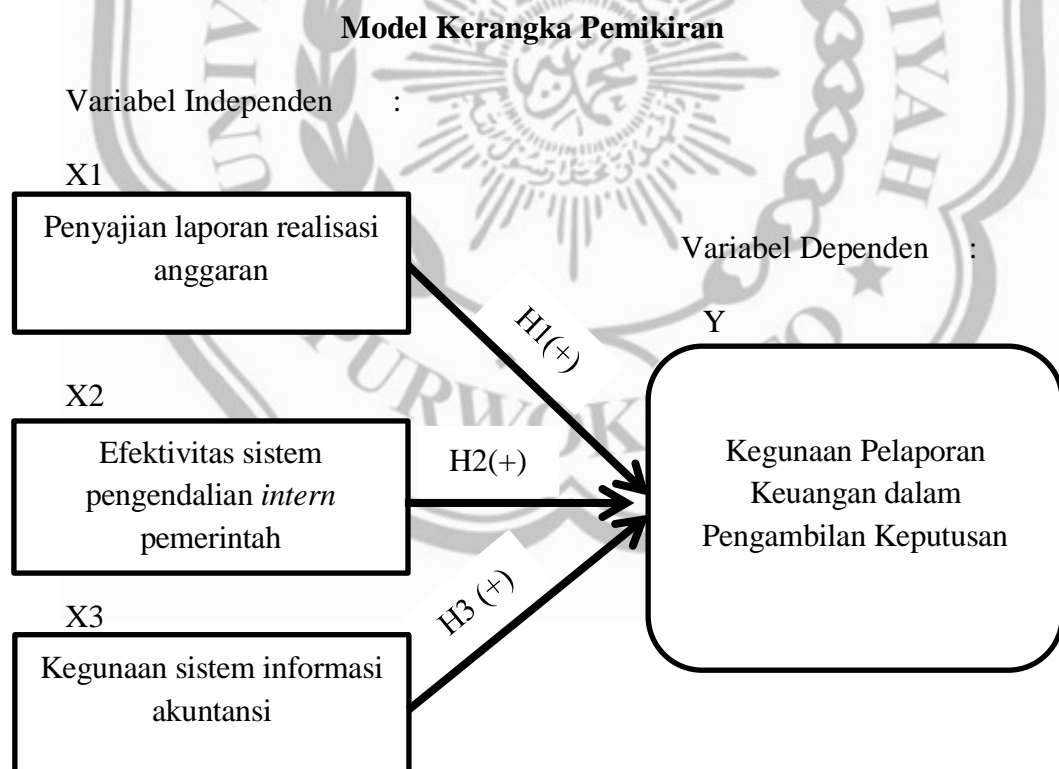 Model Kerangka Pemikiran
Variabel Independen :
X1
Penyajian laporan realisasi
anggaran
Variabel Dependen :
H1(+)
Y
X2
Efektivitas sistem
pengendalian intern
pemerintah
H2(+)
Kegunaan Pelaporan
Keuangan dalam
Pengambilan Keputusan
H3 (+)
X3
Kegunaan sistem informasi
akuntansi
PURWOK